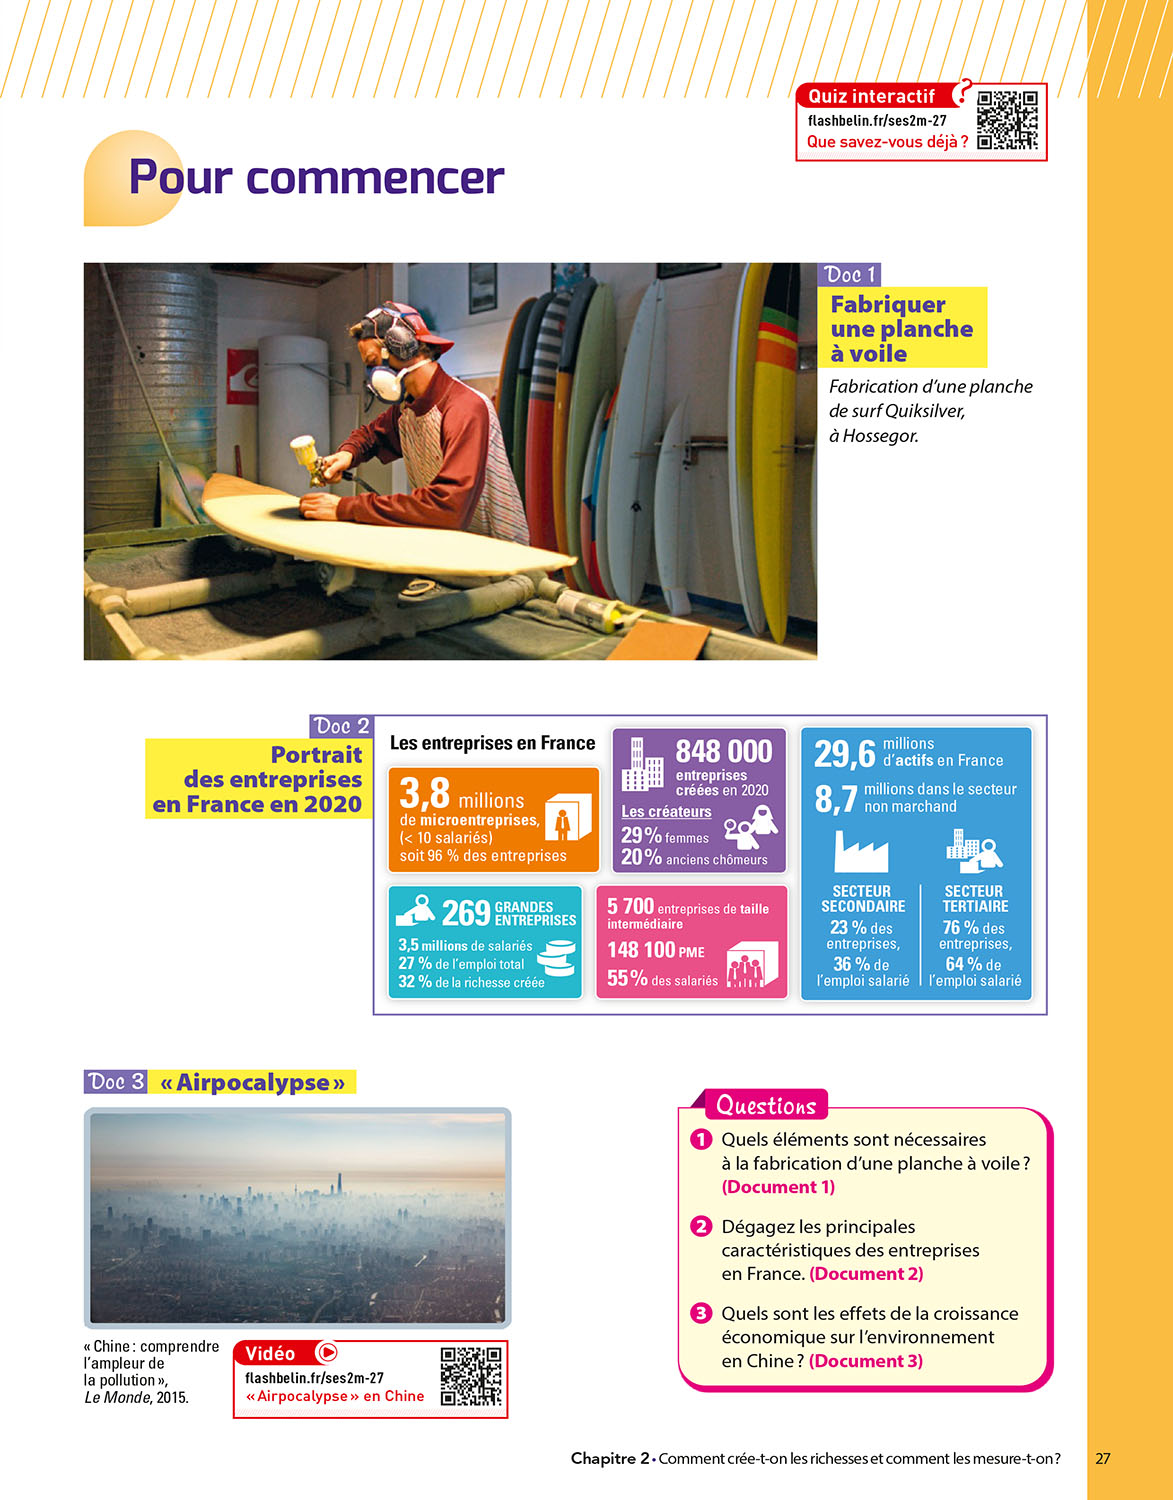 Quiz interactif ?
flashbelin.fr/ses2m-27
Que savez-vous déjà ?
Pour commencer
Doc 1
Fabriquer
une planche
à voile
Fabrication d’une planche
de surf Quiksilver,
à Hossegor.
Doc 2
Portrait
des entreprises
en France en 2020
Les entreprises en France
3,8 millions
de microentreprises,
(< 10 salariés)
soit 96 % des entreprises
848 000
entreprises
créées en 2020
Les créateurs
29 % femmes
20 % anciens chômeurs
269 GRANDES
ENTREPRISES
3,5 millions de salariés
27 % de l’emploi total
32 % de la richesse créée
5 700 entreprises de taille
intermédiaire
148 100 PME
55 % des salariés
29,6 millions
d’actifs en France
8,7 millions dans le secteur
non marchand
SECTEUR
SECONDAIRE
23 % des
entreprises,
36 % de
l’emploi salarié
SECTEUR
TERTIAIRE
76 % des
entreprises,
64 % de
l’emploi salarié
Doc 3
« Airpocalypse »
« Chine : comprendre
l’ampleur de
la pollution »,
Le Monde, 2015.
Vidéo
flashbelin.fr/ses2m-27
« Airpocalypse » en Chine
Questions
1 Quels éléments sont nécessaires
à la fabrication d’une planche à voile ?
(Document 1)
2 Dégagez les principales
caractéristiques des entreprises
en France. (Document 2)
3 Quels sont les effets de la croissance
économique sur l’environnement
en Chine ? (Document 3)
Chapitre 2 • Comment crée-t-on les richesses et comment les mesure-t-on ? 27